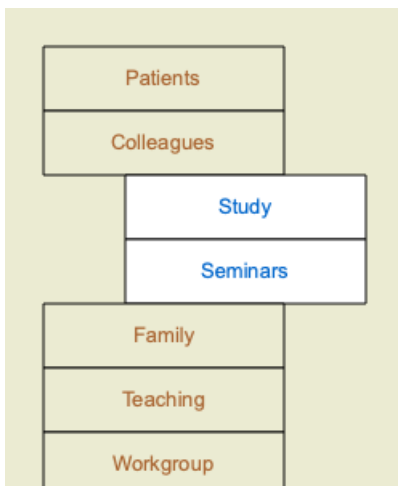 Patients
Colleagues
Study
Seminars
Family
Teaching
Workgroup